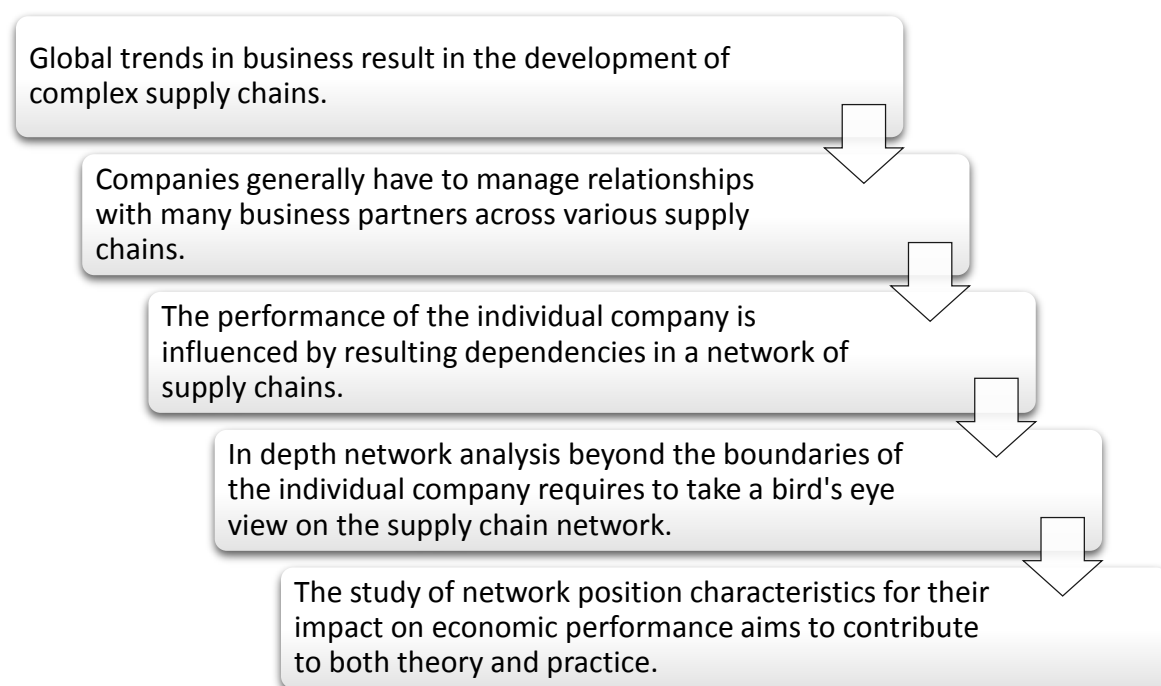 Global trends in business result in the development of
complex supply chains.
Companies generally have to manage relationships
with many business partners across various supply
chains.
The performance of the individual company is
influenced by resulting dependencies in a network of
supply chains.
In depth network analysis beyond the boundaries of
the individual company requires to take a bird's eye
view on the supply chain network.
The study of network position characteristics for their
impact on economic performance aims to contribute
to both theory and practice.